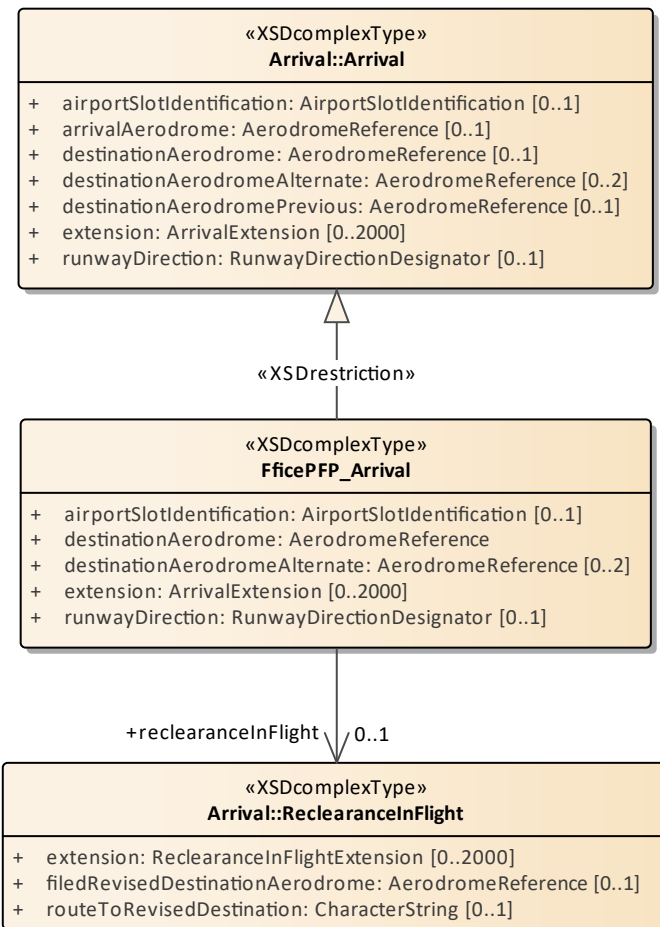 «XSDcomplexType»
Arrival::Arrival
+ airportSlotIdentification: AirportSlotIdentification [0..1]
+ arrivalAerodrome: AerodromeReference [0..1]
+ destinationAerodrome: AerodromeReference [0..1]
+ destinationAerodromeAlternate: AerodromeReference [0..2]
+ destinationAerodromePrevious: AerodromeReference [0..1]
+ extension: ArrivalExtension [0..2000]
+ runwayDirection: RunwayDirectionDesignator [0..1]
«XSDrestriction»
«XSDcomplexType»
FficePFP_Arrival
+ airportSlotIdentification: AirportSlotIdentification [0..1]
+ destinationAerodrome: AerodromeReference
+ destinationAerodromeAlternate: AerodromeReference [0..2]
+ extension: ArrivalExtension [0..2000]
+ runwayDirection: RunwayDirectionDesignator [0..1]
+reclearanceInFlight 0..1
«XSDcomplexType»
Arrival::ReclearanceInFlight
+ extension: ReclearanceInFlightExtension [0..2000]
+ filedRevisedDestinationAerodrome: AerodromeReference [0..1]
+ routeToRevisedDestination: CharacterString [0..1]